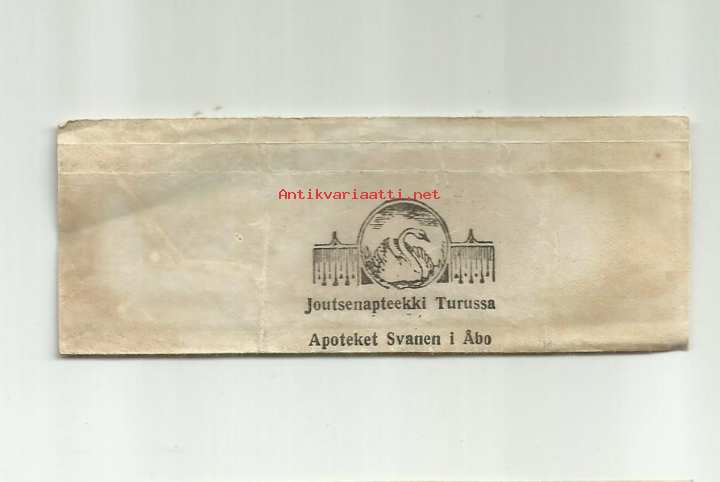 Antikvariaatti.net
Joutsenapteekki Turussa
Apoteket Svanen i Åbo